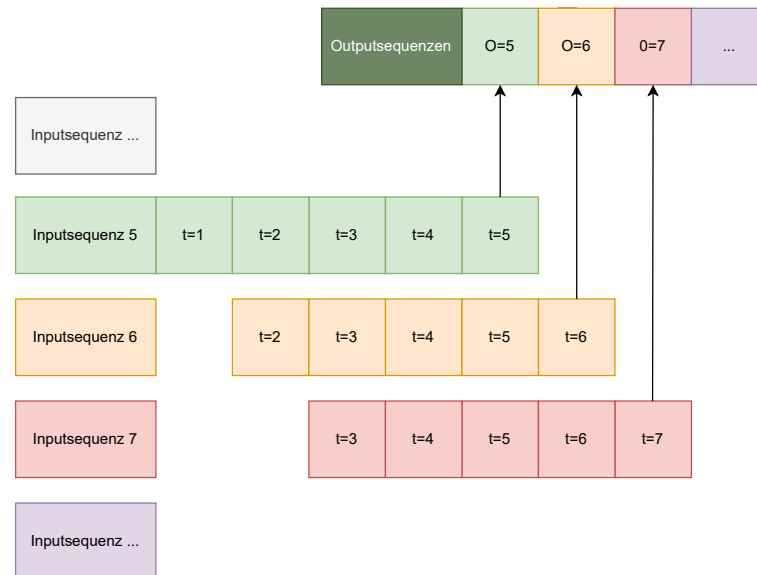 Outputsequenzen O=5 O=6 0=7 ...
Inputsequenz ...
Inputsequenz 5 t=1 t=2 t=3 t=4 t=5
Inputsequenz 6 t=2 t=3 t=4 t=5 t=6
Inputsequenz 7 t=3 t=4 t=5 t=6 t=7
Inputsequenz ...